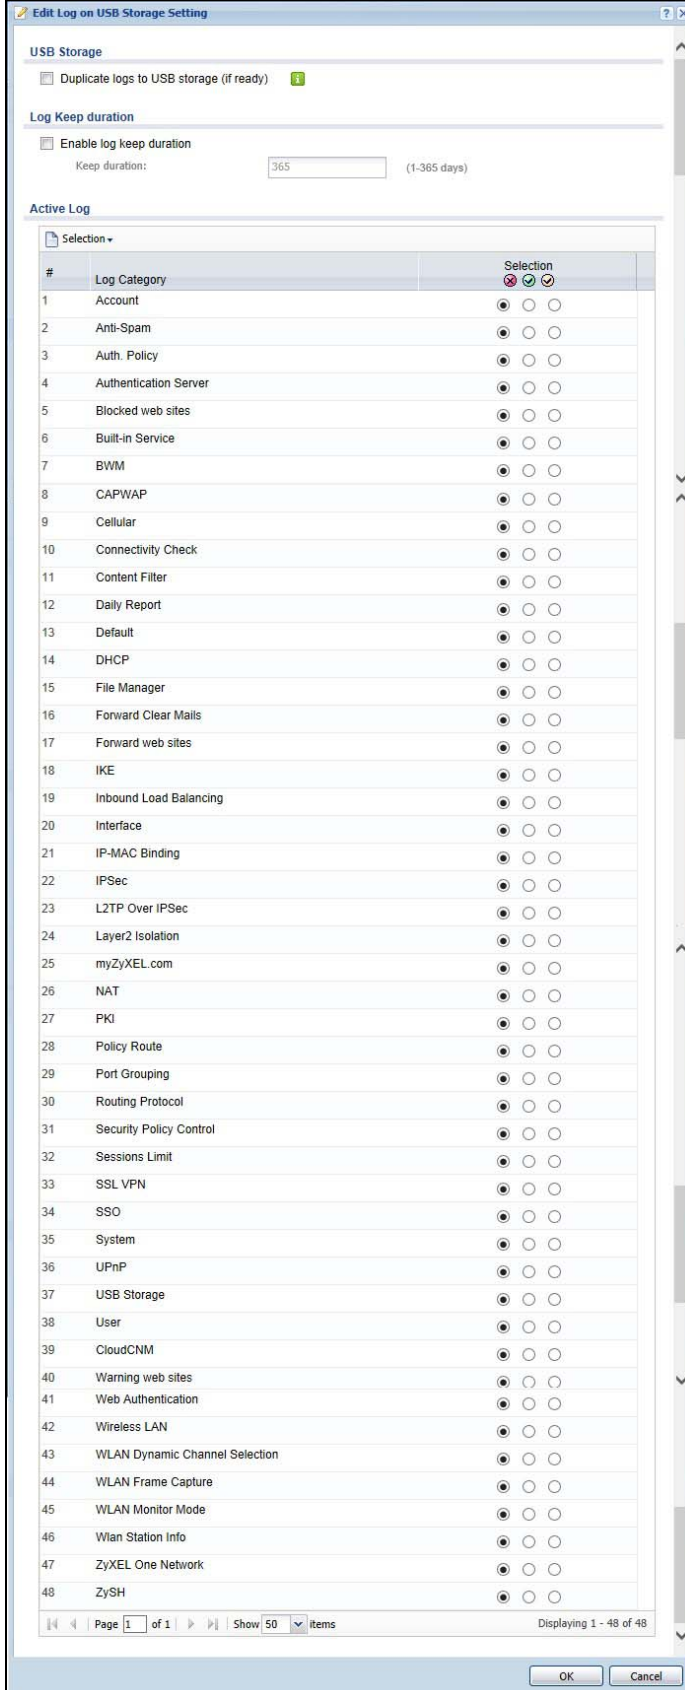 Edit Log on USB Storage Setting
USB Storage
Duplicate logs to USB storage (if ready)
Log Keep duration
Enable log keep duration
Keep duration: 365 (1-365 days)
Active Log
Selection
# Log Category Selection
1 Account
2 Anti-Spam
3 Auth. Policy
4 Authentication Server
5 Blocked web sites
6 Built-in Service
7 BWM
8 CAPWAP
9 Cellular
10 Connectivity Check
11 Content Filter
12 Daily Report
13 Default
14 DHCP
15 File Manager
16 Forward Clear Mails
17 Forward web sites
18 IKE
19 Inbound Load Balancing
20 Interface
21 IP-MAC Binding
22 IPSec
23 L2TP Over IPSec
24 Layer2 Isolation
25 myZyXEL.com
26 NAT
27 PKI
28 Policy Route
29 Port Grouping
30 Routing Protocol
31 Security Policy Control
32 Sessions Limit
33 SSL VPN
34 SSO
35 System
36 UPnP
37 USB Storage
38 User
39 CloudCNM
40 Warning web sites
41 Web Authentication
42 Wireless LAN
43 WLAN Dynamic Channel Selection
44 WLAN Frame Capture
45 WLAN Monitor Mode
46 Wlan Station Info
47 ZyXEL One Network
48 ZySH
Page 1 of 1 Show 50 items Displaying 1 - 48 of 48
OK Cancel